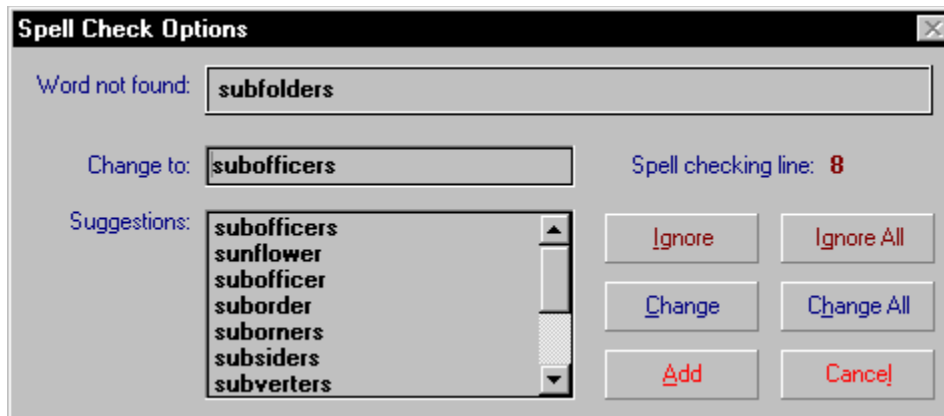 Spell Check Options
Word not found: subfolders
Change to: subofficers
Spell checking line: 8
Suggestions:
subofficers
sunflower
subofficer
suborder
suborners
subsiders
subverters
Ignore
Ignore All
Change
Change All
Add
Cancel